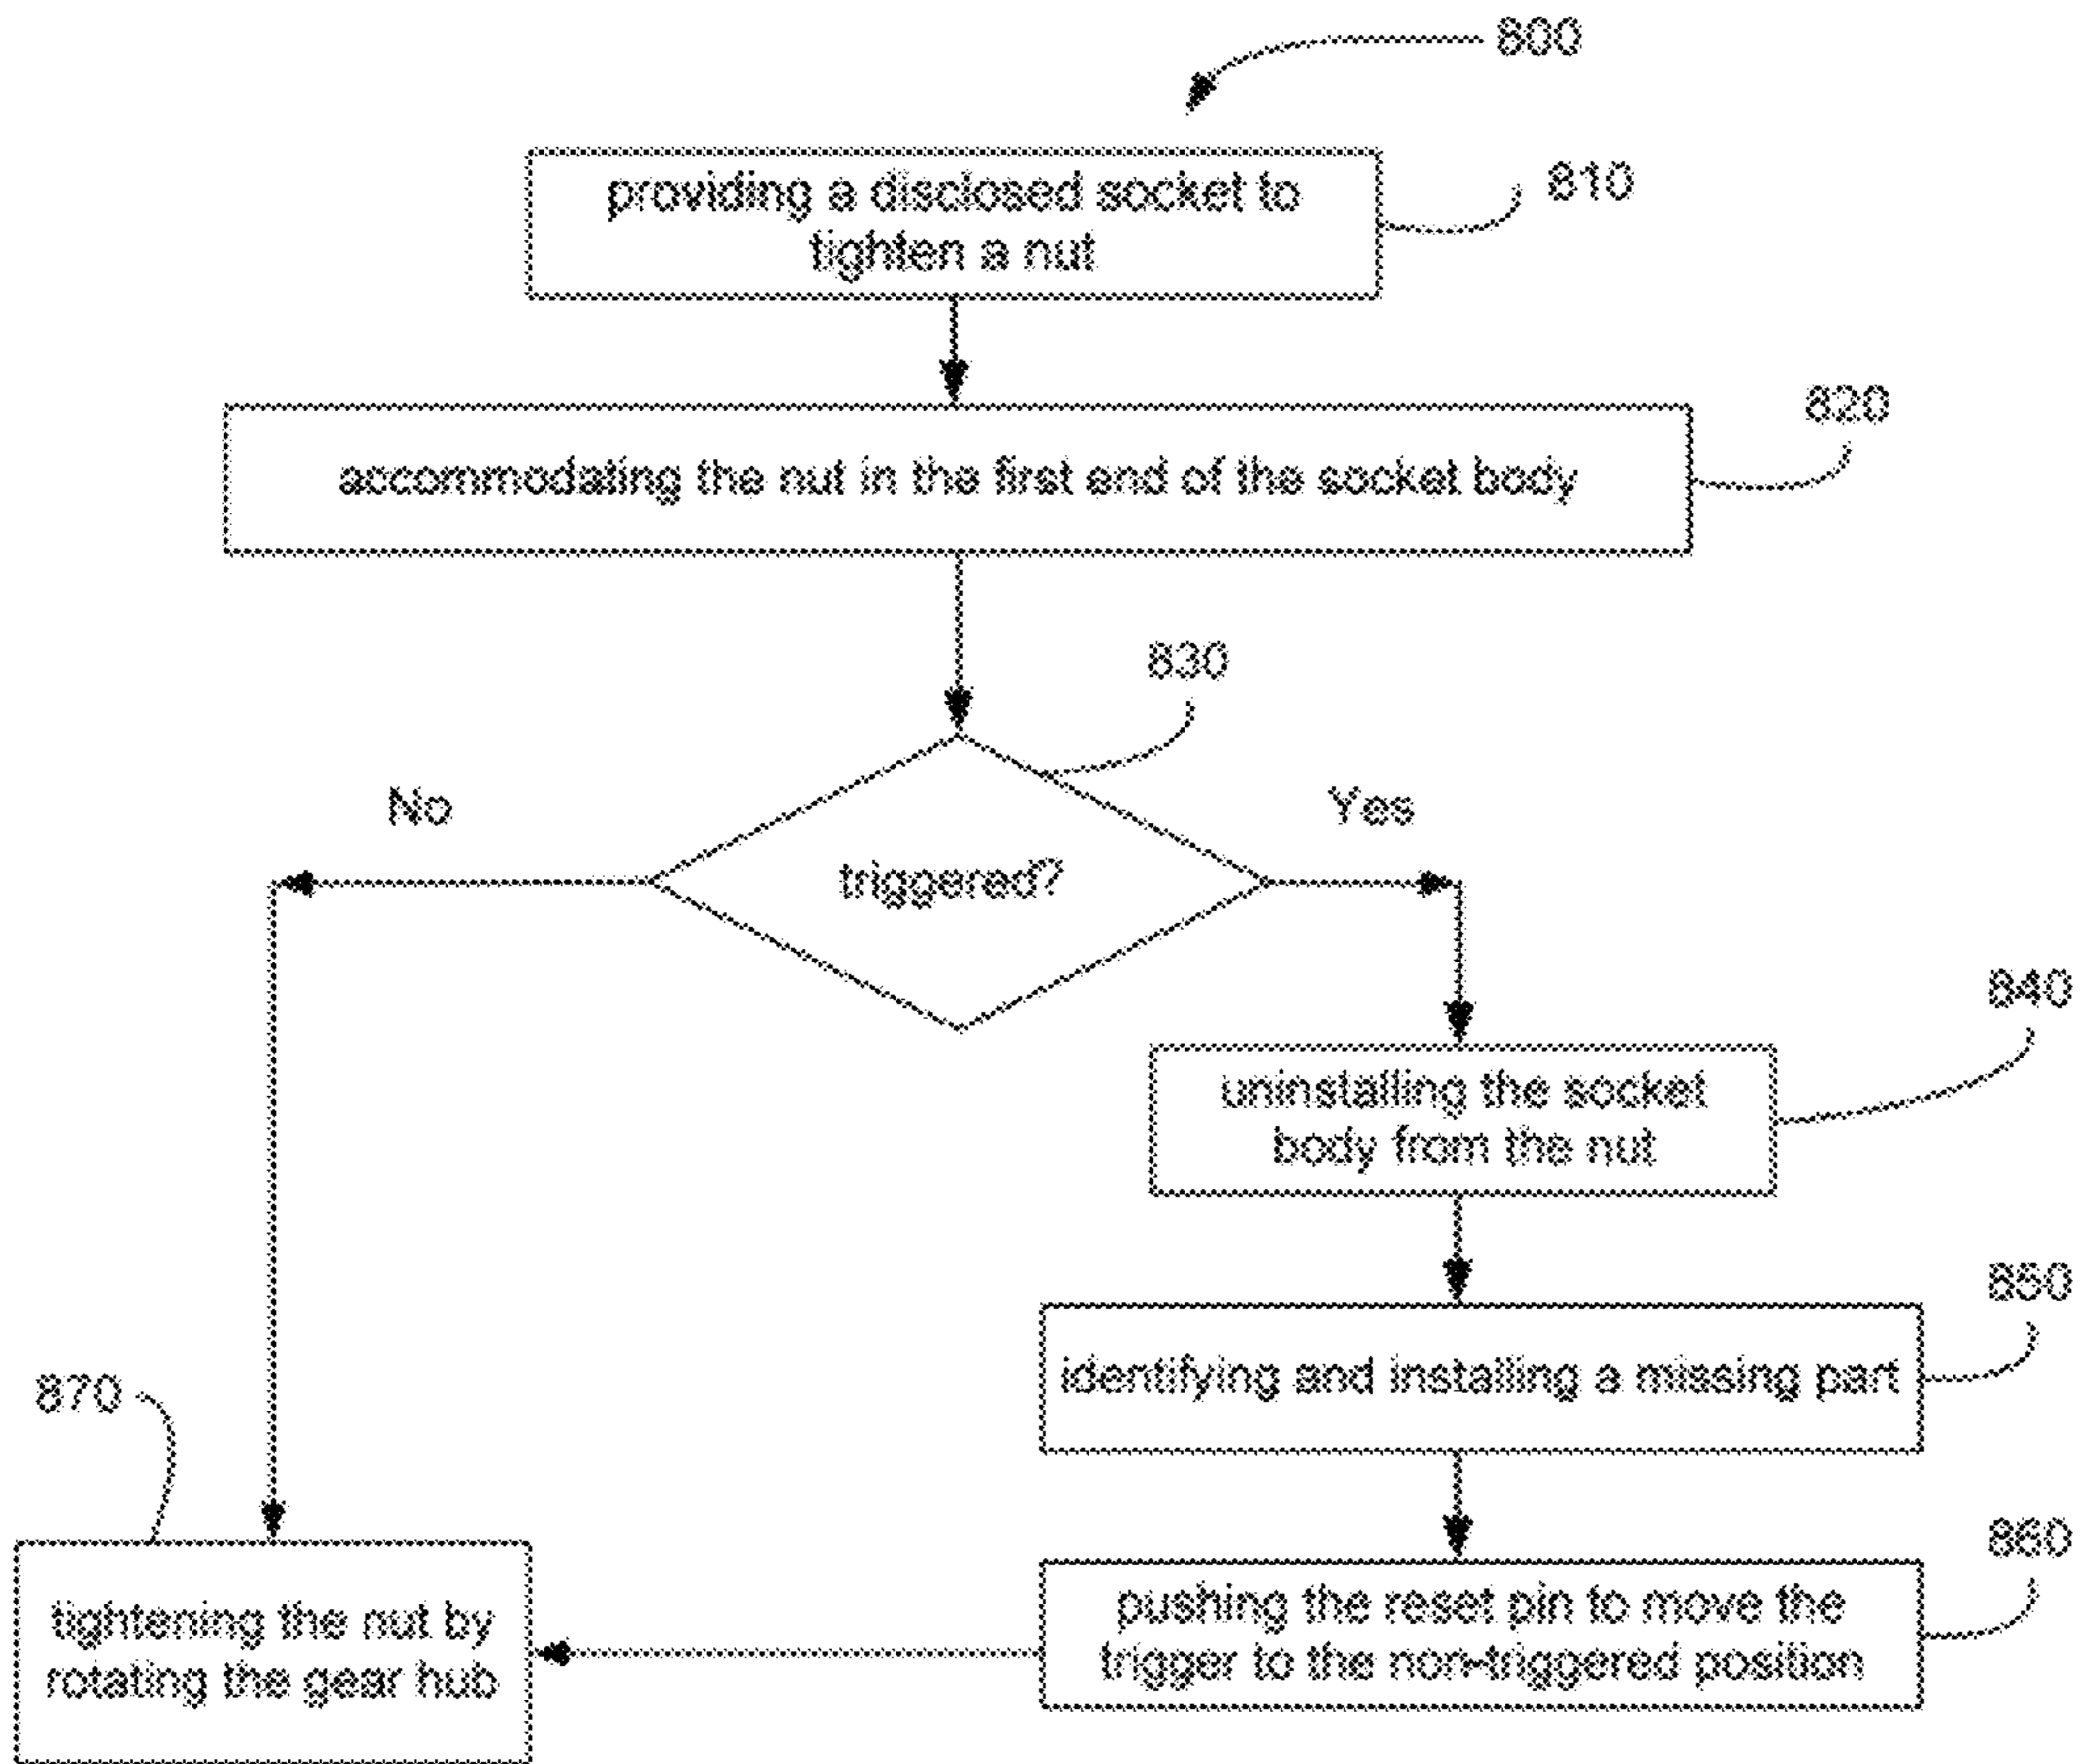 800
providing a disclosed socket to
tighten a nut
810
820
accommodating the nut in the first end of the socket body
830
No
Yes
triggered?
840
uninstalling the socket
body from the nut
850
identifying and installing a missing part
870
860
pushing the reset pin to move the
trigger to the non-triggered position
tightening the nut by
rotating the gear hub